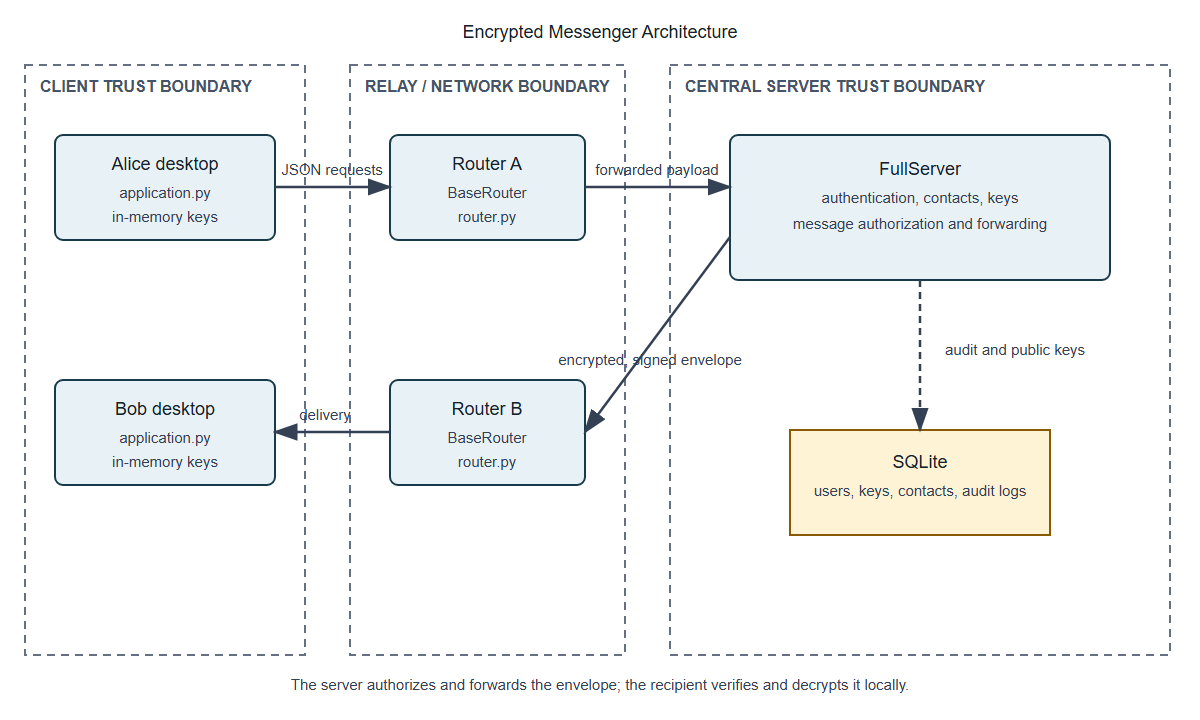 Encrypted Messenger Architecture
CLIENT TRUST BOUNDARY
Alice desktop
application.py
in-memory keys
JSON requests
RELAY / NETWORK BOUNDARY
Router A
BaseRouter
router.py
forwarded payload
CENTRAL SERVER TRUST BOUNDARY
FullServer
authentication, contacts, keys
message authorization and forwarding
audit and public keys
encrypted, signed envelope
Bob desktop
application.py
in-memory keys
delivery
Router B
BaseRouter
router.py
SQLite
users, keys, contacts, audit logs
The server authorizes and forwards the envelope; the recipient verifies and decrypts it locally.